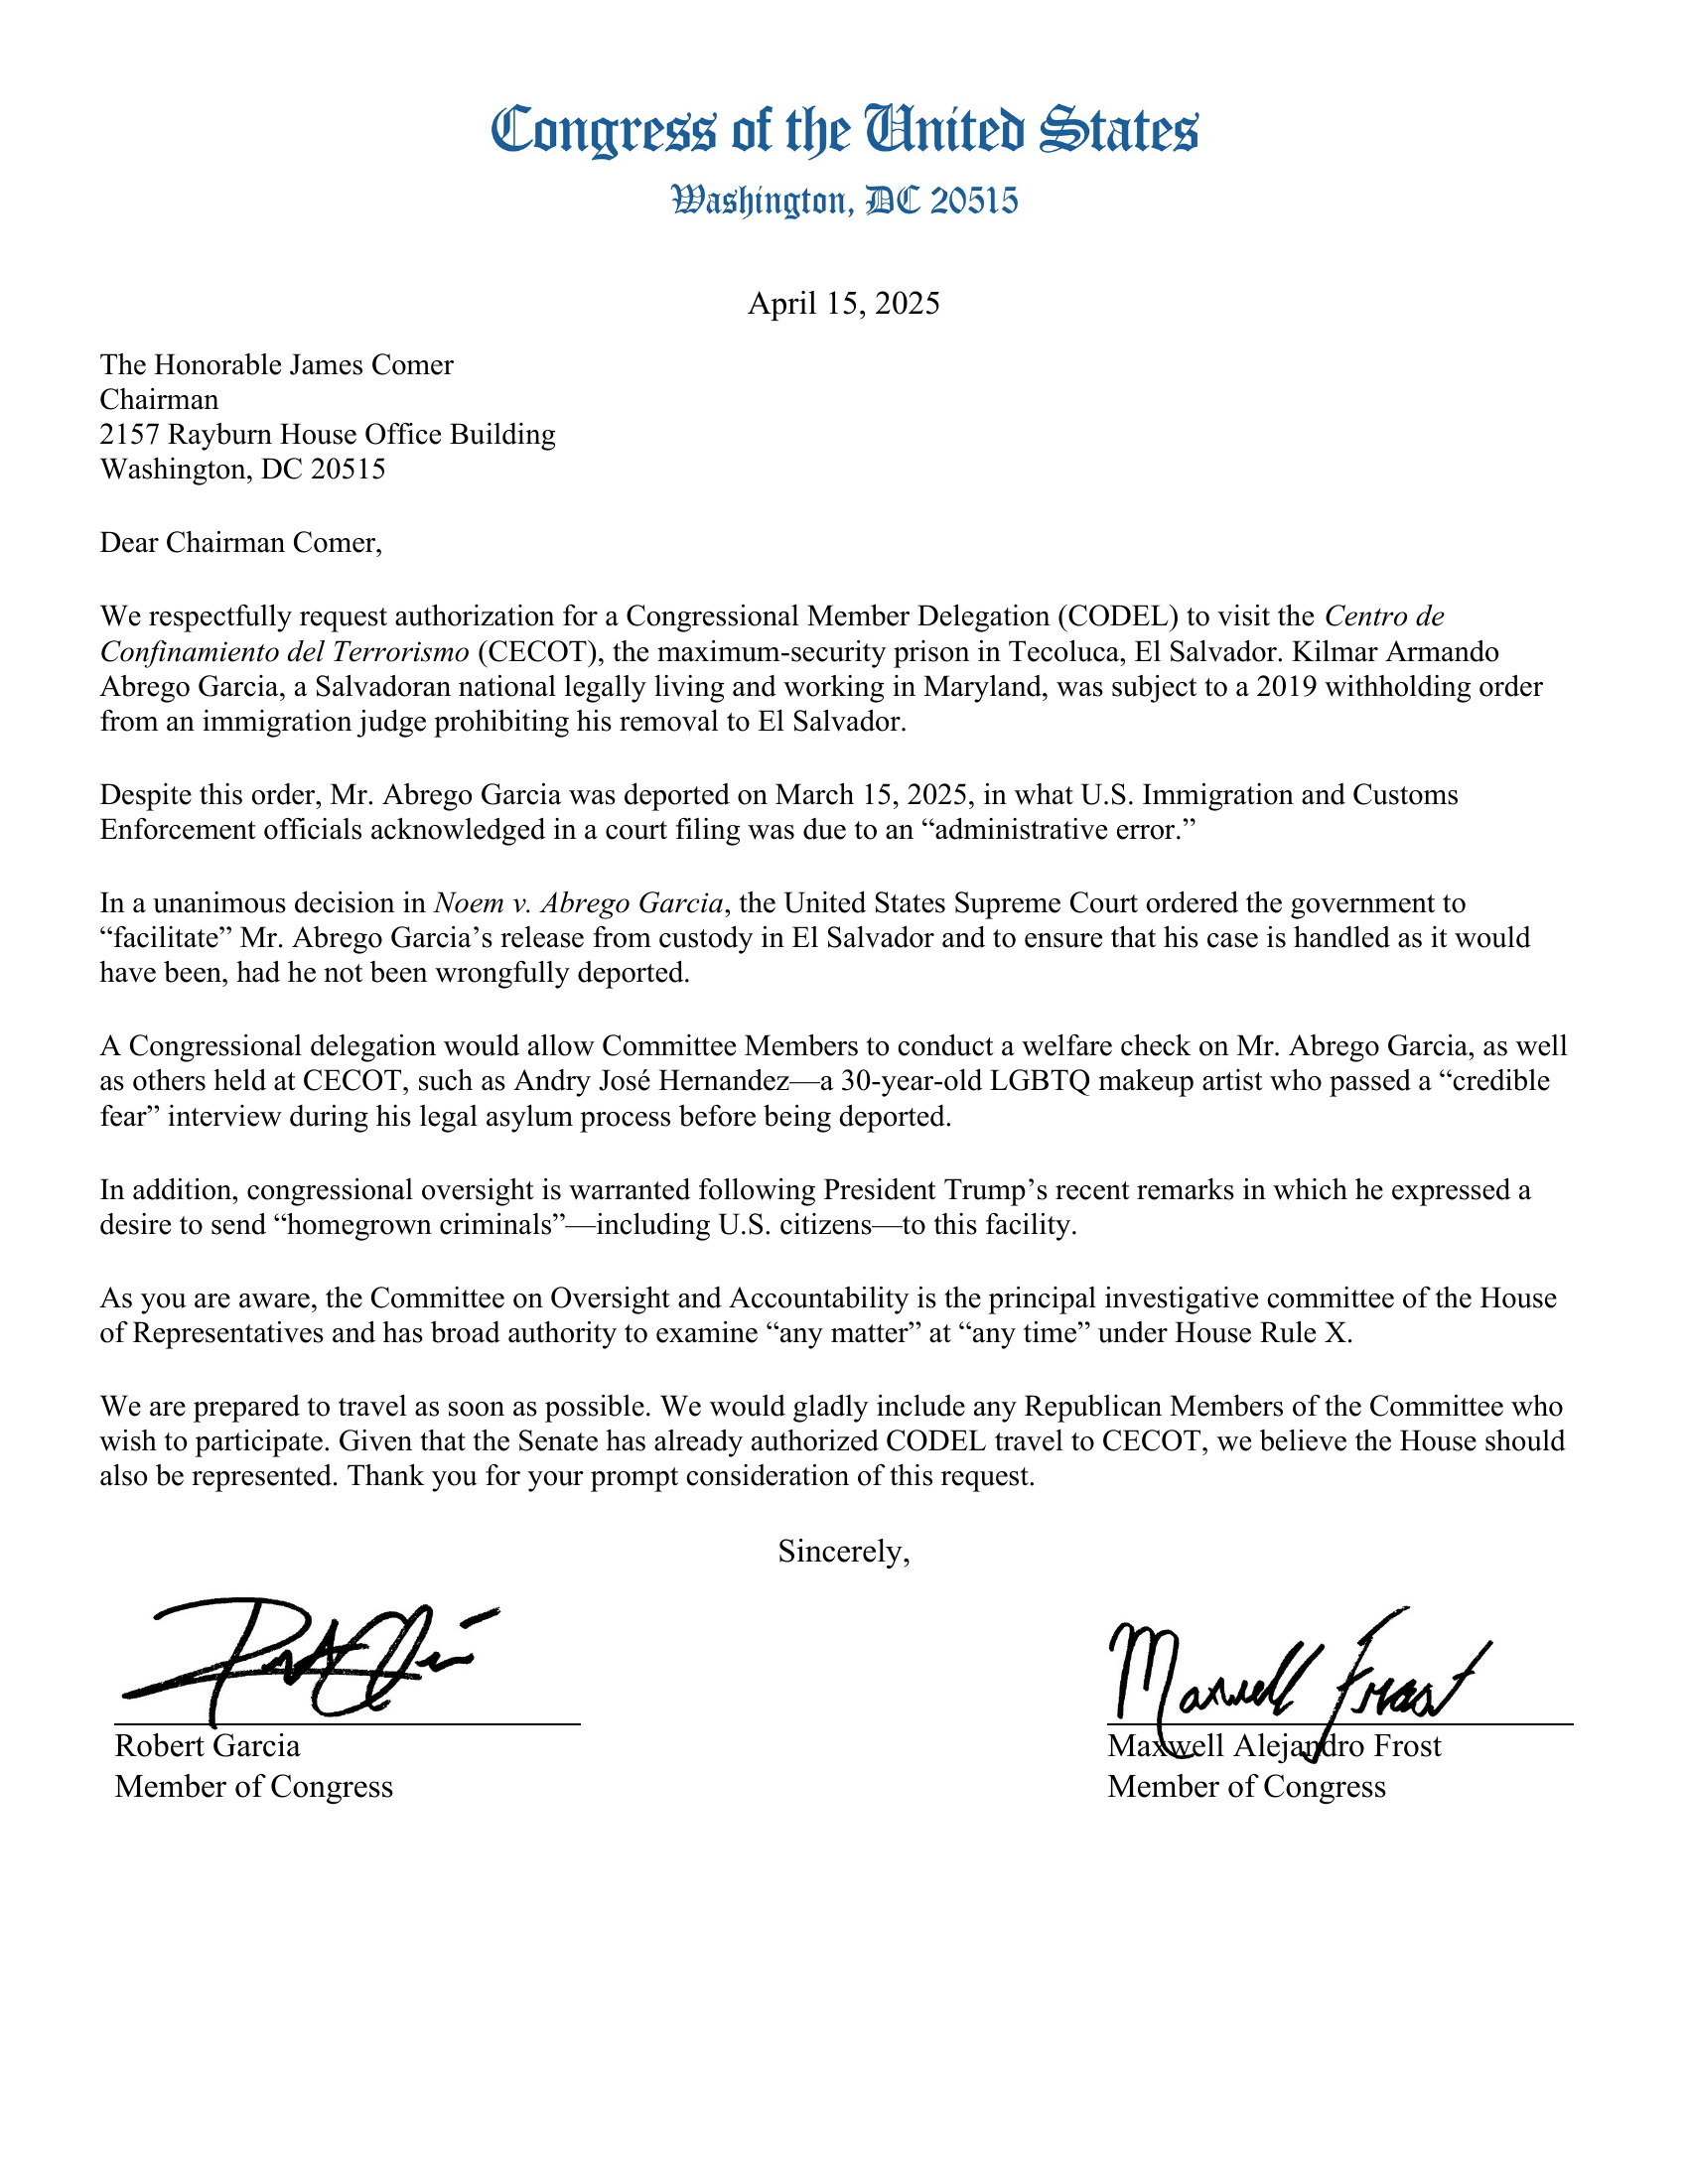 Congress of the United States
Washington, DC 20515
April 15, 2025
The Honorable James Comer
Chairman
2157 Rayburn House Office Building
Washington, DC 20515
Dear Chairman Comer,
We respectfully request authorization for a Congressional Member Delegation (CODEL) to visit the Centro de
Confinamiento del Terrorismo (CECOT), the maximum-security prison in Tecoluca, El Salvador. Kilmar Armando
Abrego Garcia, a Salvadoran national legally living and working in Maryland, was subject to a 2019 withholding order
from an immigration judge prohibiting his removal to El Salvador.
Despite this order, Mr. Abrego Garcia was deported on March 15, 2025, in what U.S. Immigration and Customs
Enforcement officials acknowledged in a court filing was due to an “administrative error.”
In a unanimous decision in Noem v. Abrego Garcia, the United States Supreme Court ordered the government to
“facilitate” Mr. Abrego Garcia’s release from custody in El Salvador and to ensure that his case is handled as it would
have been, had he not been wrongfully deported.
A Congressional delegation would allow Committee Members to conduct a welfare check on Mr. Abrego Garcia, as well
as others held at CECOT, such as Andry José Hernandez—a 30-year-old LGBTQ makeup artist who passed a “credible
fear” interview during his legal asylum process before being deported.
In addition, congressional oversight is warranted following President Trump’s recent remarks in which he expressed a
desire to send “homegrown criminals”—including U.S. citizens—to this facility.
As you are aware, the Committee on Oversight and Accountability is the principal investigative committee of the House
of Representatives and has broad authority to examine “any matter” at “any time” under House Rule X.
We are prepared to travel as soon as possible. We would gladly include any Republican Members of the Committee who
wish to participate. Given that the Senate has already authorized CODEL travel to CECOT, we believe the House should
also be represented. Thank you for your prompt consideration of this request.
Sincerely,
Maxwell Frost
Robert Garcia
Member of Congress
Maxwell Alejandro Frost
Member of Congress